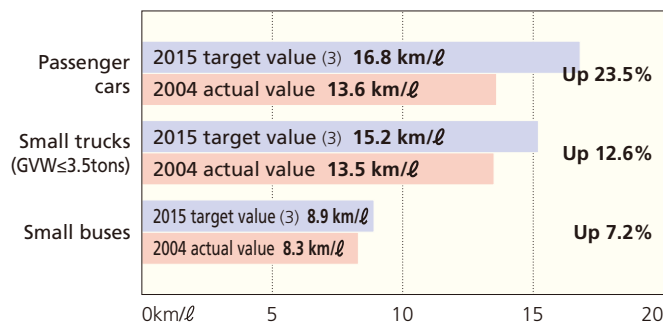 Passenger
cars
2015 target value (3) 16.8 km/ℓ
2004 actual value 13.6 km/ℓ
Up 23.5%
Small trucks
(GVW≤3.5tons)
2015 target value (3) 15.2 km/ℓ
2004 actual value 13.5 km/ℓ
Up 12.6%
Small buses
2015 target value (3) 8.9 km/ℓ
2004 actual value 8.3 km/ℓ
Up 7.2%
0km/ℓ 5 10 15 20